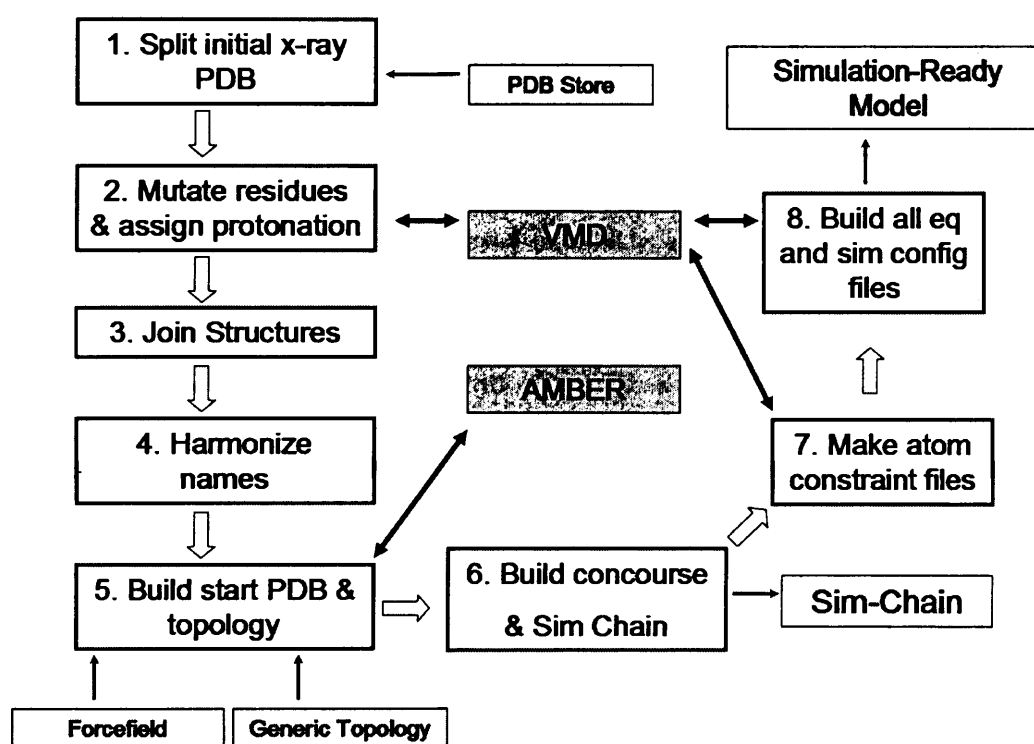 1. Split initial x-ray
PDB
PDB Store
2. Mutate residues
& assign protonation
3. Join Structures
4. Harmonize
names
5. Build start PDB &
topology
Forcefield
Generic Topology
VMD
AMBER
6. Build concourse
& Sim Chain
Sim-Chain
7. Make atom
constraint files
8. Build all eq
and sim config
files
Simulation-Ready
Model